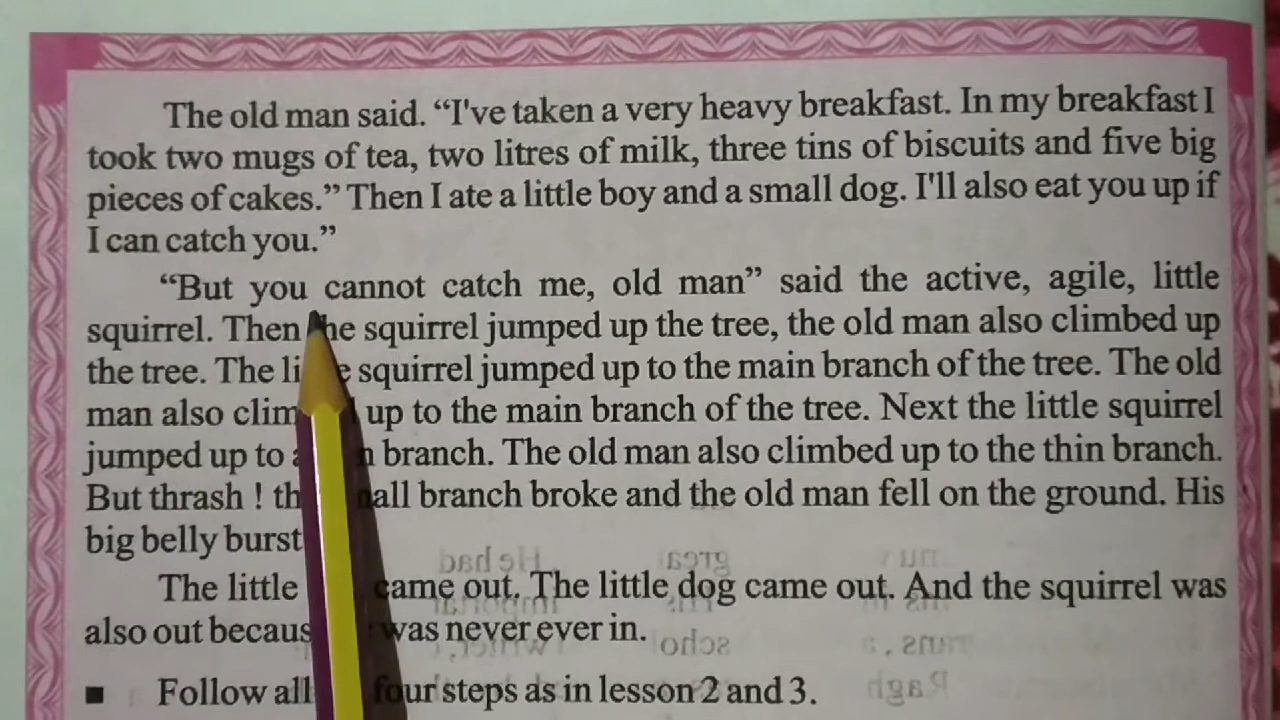 The old man said. “I've taken a very heavy breakfast. In my breakfast I
took two mugs of tea, two litres of milk, three tins of biscuits and five big
pieces of cakes.” Then I ate a little boy and a small dog. I'll also eat you up if
I can catch you.”
“But you cannot catch me, old man” said the active, agile, little
squirrel. Then squirrel jumped up the tree, the old man also climbed up
the tree. The squirrel jumped up to the main branch of the tree. The old
man also up to the main branch of the tree. Next the little squirrel
jumped up to branch. The old man also climbed up to the thin branch.
But thrash ! branch broke and the old man fell on the ground. His
big belly burst
The little came out. The little dog came out. And the squirrel was
also out was never ever in.
■ Follow all four steps as in lesson 2 and 3.